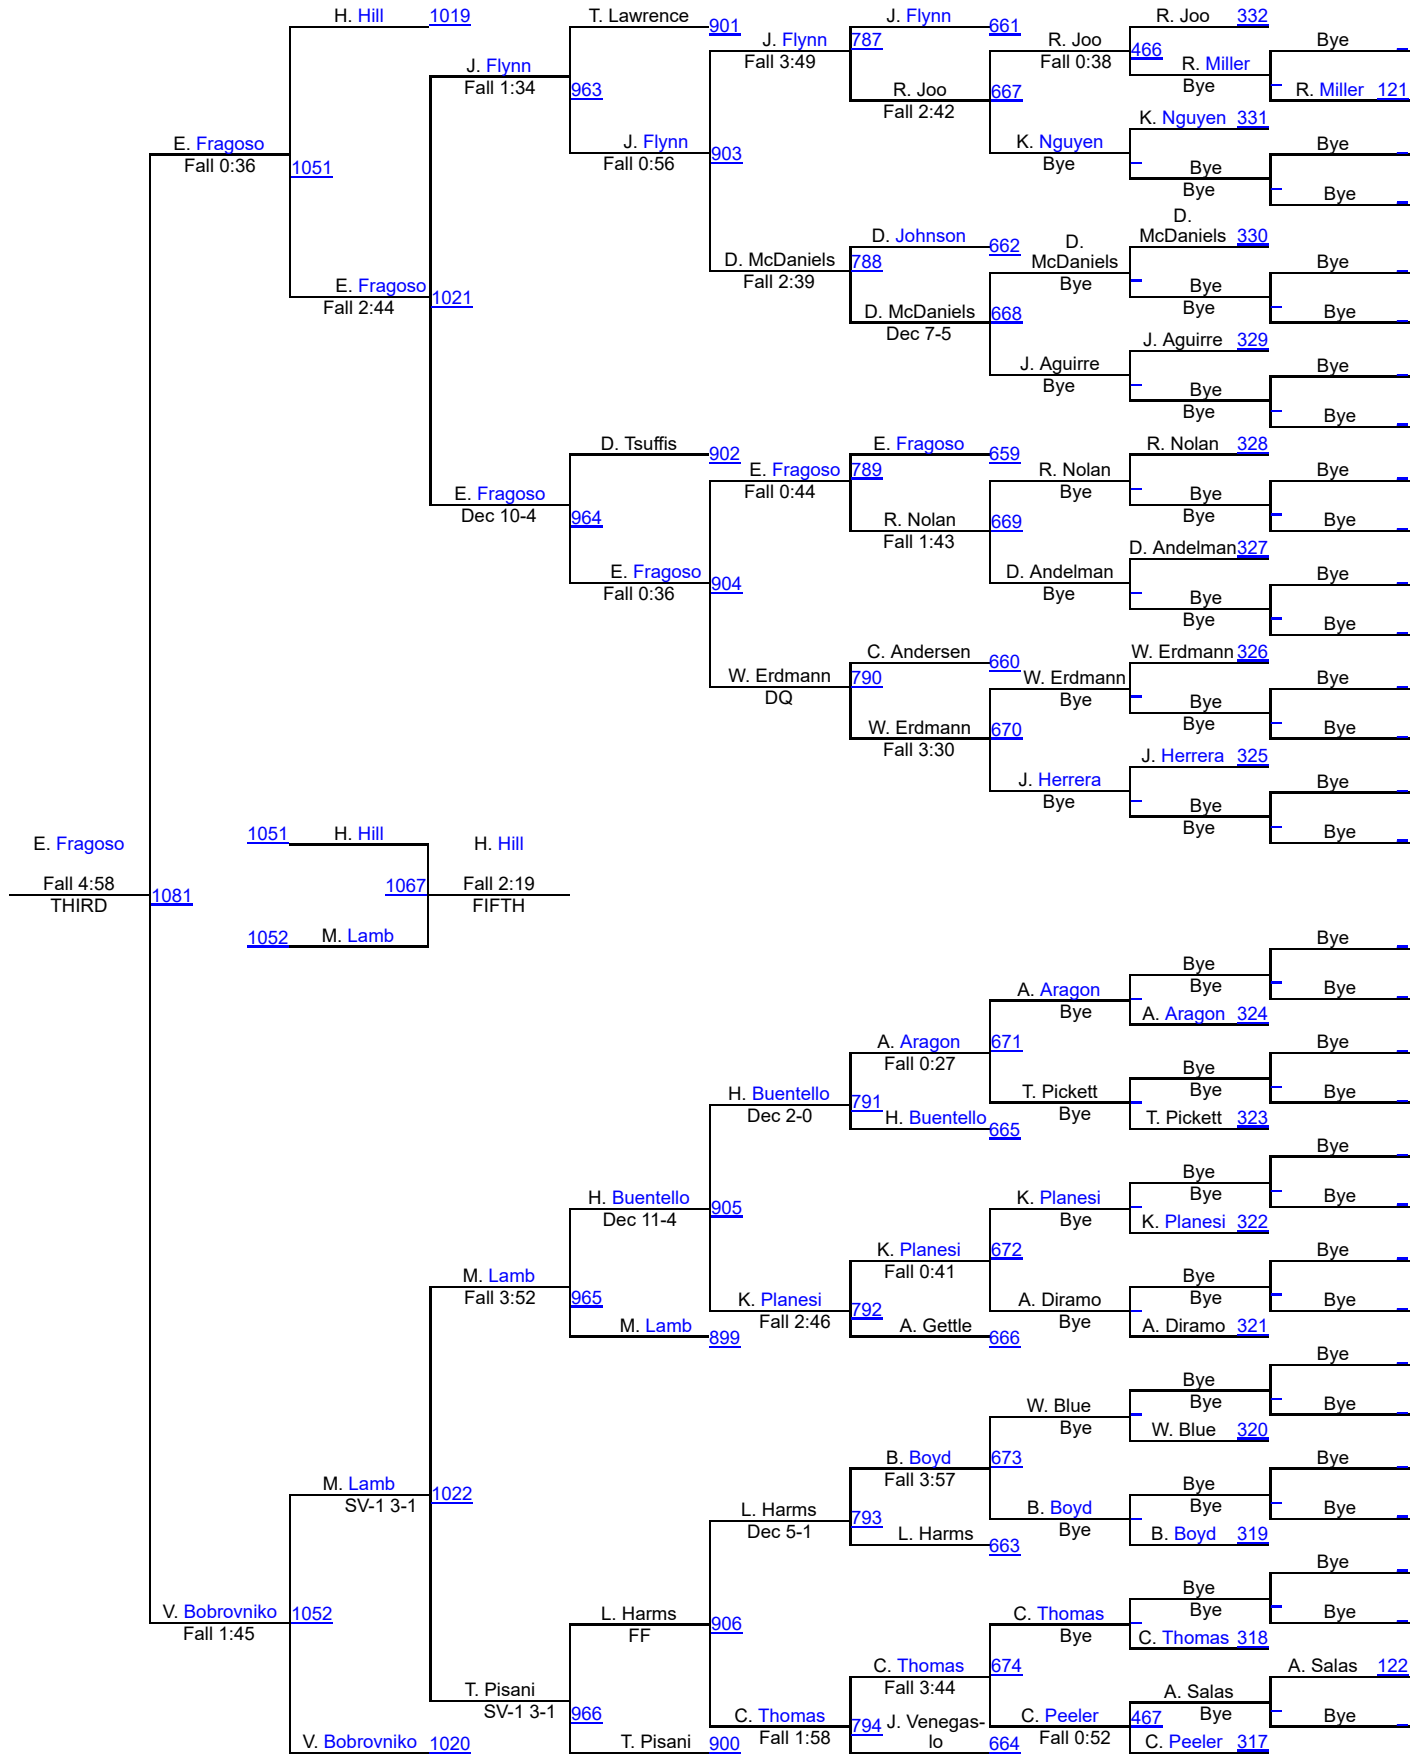 H. Hill 1019
T. Lawrence 901
J. Flynn 661
R. Joo 332
J. Flynn 787
R. Joo
Bye
Fall 3:49
Fall 0:38
466
R. Miller
J. Flynn
Bye
Fall 1:34
963
R. Joo 667
R. Miller 121
Fall 2:42
K. Nguyen 331
E. Fragoso
J. Flynn 903
K. Nguyen
Bye
Fall 0:36
1051
Fall 0:56
Bye
Bye
Bye
Bye
D.
McDaniels 330
D. Johnson 662
D.
McDaniels
D. McDaniels 788
Bye
Fall 2:39
Bye
Bye
E. Fragoso 1021
Bye
Fall 2:44
D. McDaniels 668
Bye
Dec 7-5
J. Aguirre 329
J. Aguirre
Bye
Bye
Bye
Bye
Bye
D. Tsuffis 902
E. Fragoso 659
R. Nolan 328
E. Fragoso 789
R. Nolan
Bye
Fall 0:44
Bye
E. Fragoso
Bye
Dec 10-4
964
R. Nolan 669
Bye
Bye
Fall 1:43
D. Andelman 327
E. Fragoso 904
D. Andelman
Bye
Fall 0:36
Bye
Bye
Bye
Bye
C. Andersen 660
W. Erdmann 326
W. Erdmann 790
W. Erdmann
Bye
DQ
Bye
Bye
W. Erdmann 670
Bye
Bye
Fall 3:30
J. Herrera 325
J. Herrera
Bye
Bye
Bye
Bye
Bye
1051 H. Hill
H. Hill
E. Fragoso
Fall 4:58
1067
Fall 2:19
THIRD
1081
FIFTH
1052 M. Lamb
Bye
Bye
A. Aragon
Bye
Bye
Bye
A. Aragon 324
A. Aragon 671
Bye
Fall 0:27
Bye
H. Buentello
T. Pickett
Bye
Bye
Dec 2-0
791
Bye
H. Buentello 665
T. Pickett 323
Bye
Bye
H. Buentello 905
K. Planesi
Bye
Bye
Dec 11-4
Bye
K. Planesi 322
K. Planesi 672
Bye
Fall 0:41
M. Lamb
Bye
Fall 3:52
965
K. Planesi 792
A. Diramo
Bye
Bye
Fall 2:46
Bye
M. Lamb 899
A. Gettle 666
A. Diramo 321
Bye
Bye
W. Blue
Bye
Bye
Bye
W. Blue 320
B. Boyd 673
Bye
Fall 3:57
M. Lamb 1022
Bye
SV-1 3-1
L. Harms 793
B. Boyd
Bye
Bye
Dec 5-1
Bye
L. Harms 663
B. Boyd 319
Bye
Bye
V. Bobrovniko 1052
L. Harms 906
C. Thomas
Bye
Bye
Fall 1:45
FF
Bye
C. Thomas 318
C. Thomas 674
A. Salas 122
Fall 3:44
T. Pisani
A. Salas
SV-1 3-1
966
C. Thomas
794
J. Venegas-
lo 664
C. Peeler
467
Bye
Bye
Fall 1:58
Fall 0:52
V. Bobrovniko 1020
T. Pisani 900
C. Peeler 317